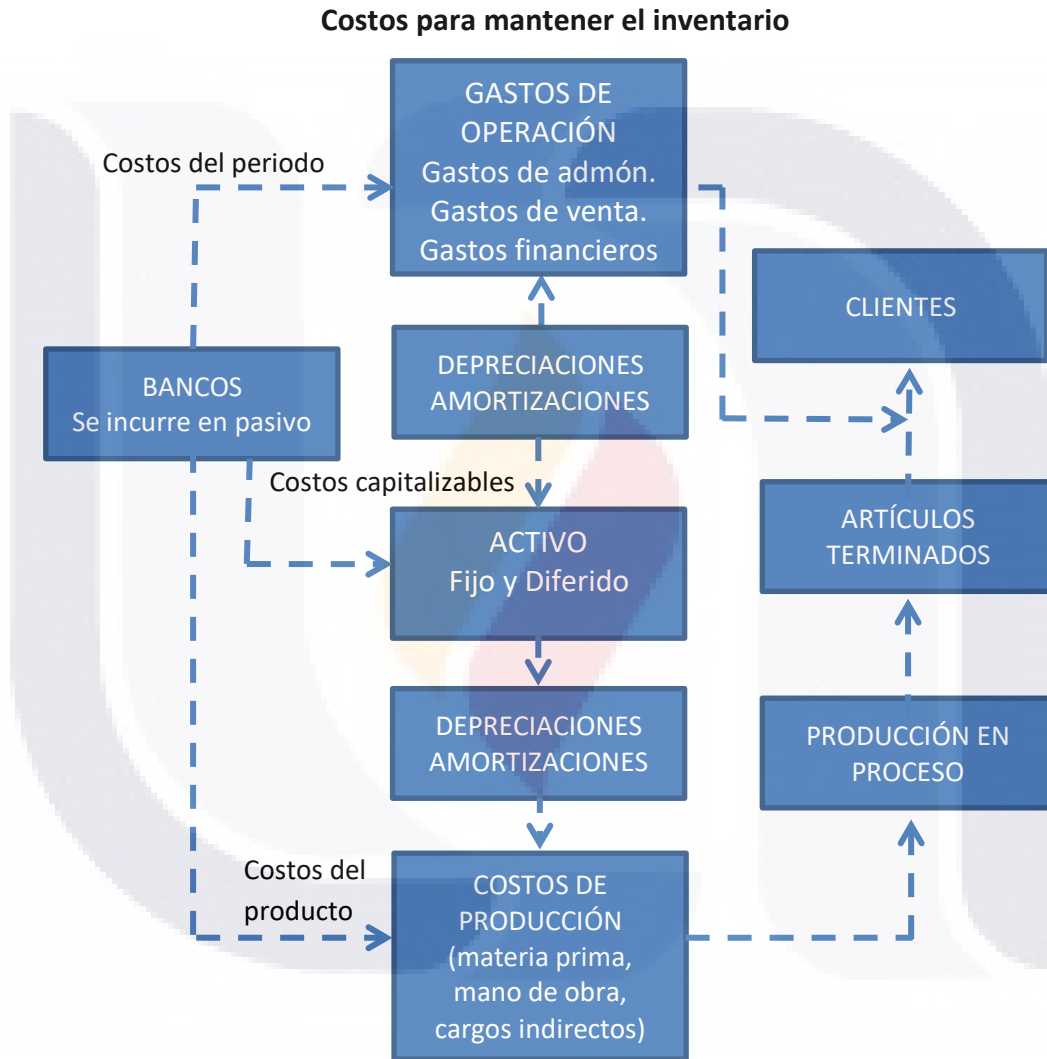 Costos para mantener el inventario
GASTOS DE
OPERACIÓN
Gastos de admón.
Gastos de venta.
Gastos financieros
Costos del periodo
CLIENTES
DEPRECIACIONES
AMORTIZACIONES
BANCOS
Se incurre en pasivo
Costos capitalizables
ACTIVO
Fijo y Diferido
ARTÍCULOS
TERMINADOS
DEPRECIACIONES
AMORTIZACIONES
PRODUCCIÓN EN
PROCESO
Costos del
producto
COSTOS DE
PRODUCCIÓN
(materia prima,
mano de obra,
cargos indirectos)